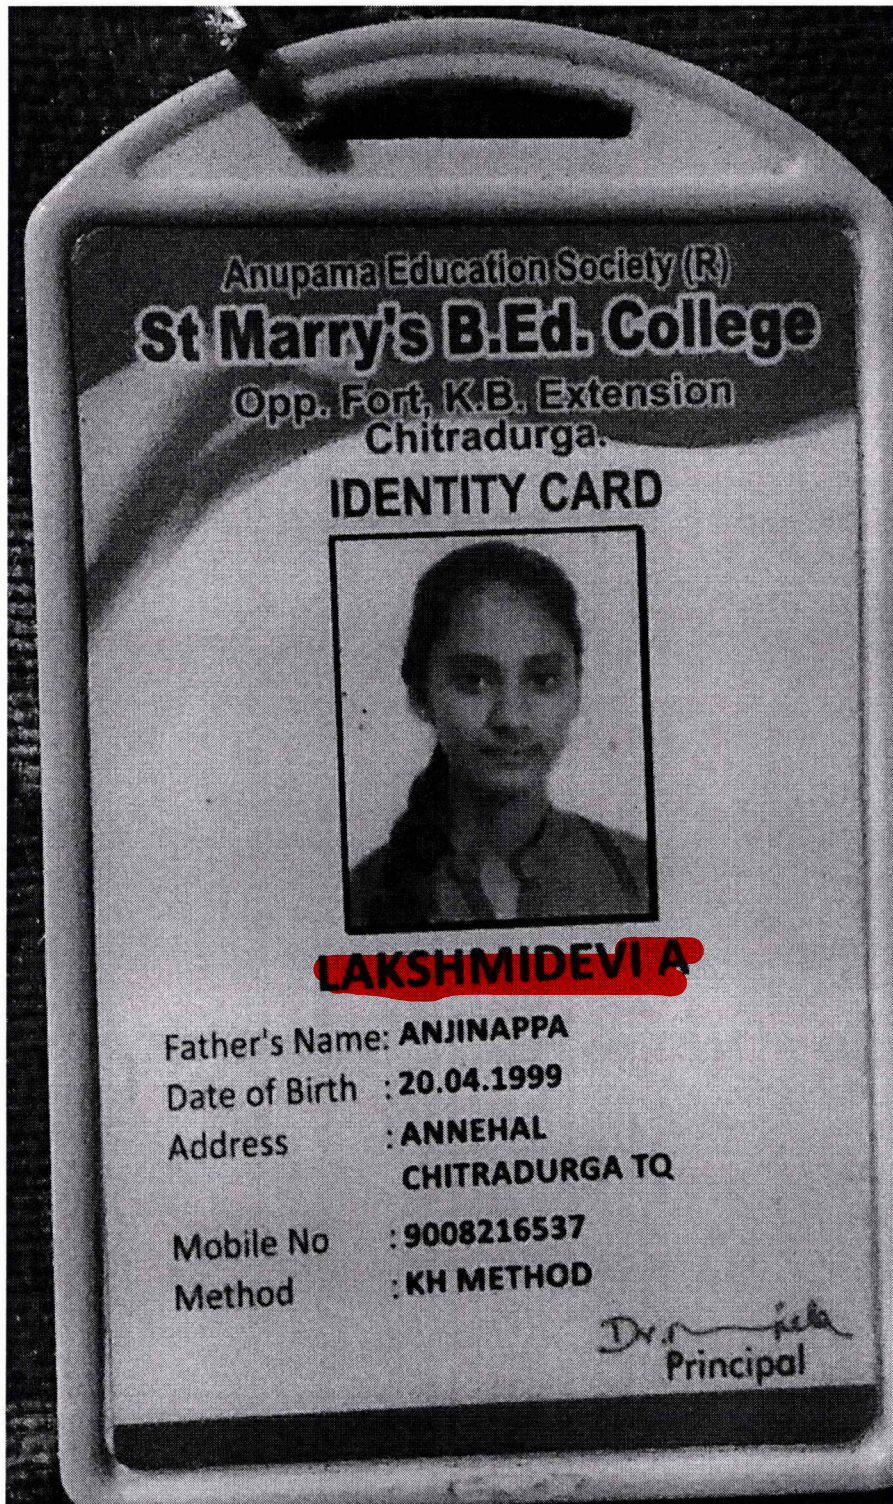 Anupama Education Society (R)
St Marry's B.Ed. College
Opp. Fort, K.B. Extension
Chitradurga.
IDENTITY CARD
LAKSHMIDEVI A
Father's Name: ANJINAPPA
Date of Birth : 20.04.1999
Address : ANNEHAL
CHITRADURGA TQ
Mobile No : 9008216537
Method : KH METHOD
Dr.
Principal